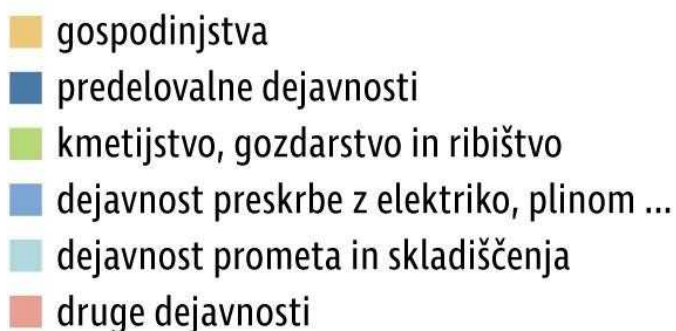 gospodinjstva
predelovalne dejavnosti
kmetijstvo, gozdarstvo in ribištvo
dejavnost preskrbe z elektriko, plinom ...
dejavnost prometa in skladiščenja
druge dejavnosti